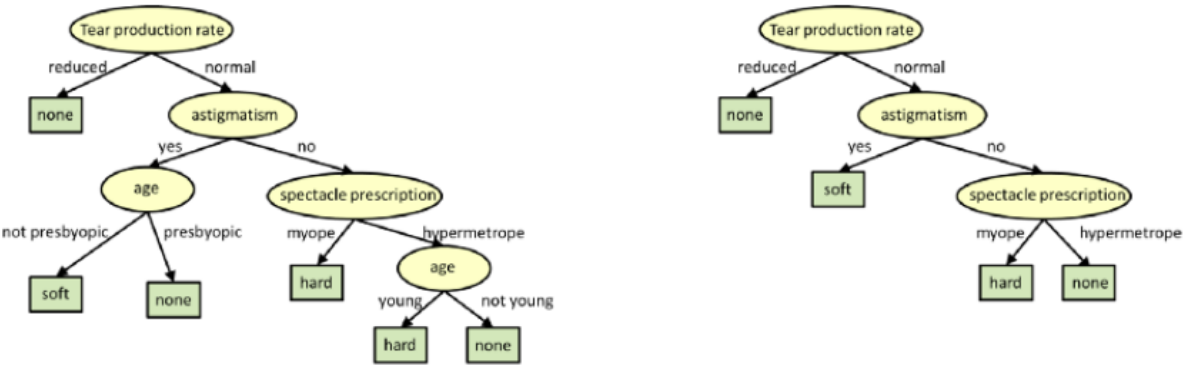 Tear production rate
reduced
normal
none
astigmatism
yes
no
age
spectacle prescription
not presbyopic
presbyopic
myope
hypermetrope
soft
none
hard
age
young
not young
hard
none
Tear production rate
reduced
normal
none
astigmatism
yes
no
soft
spectacle prescription
myope
hypermetrope
hard
none